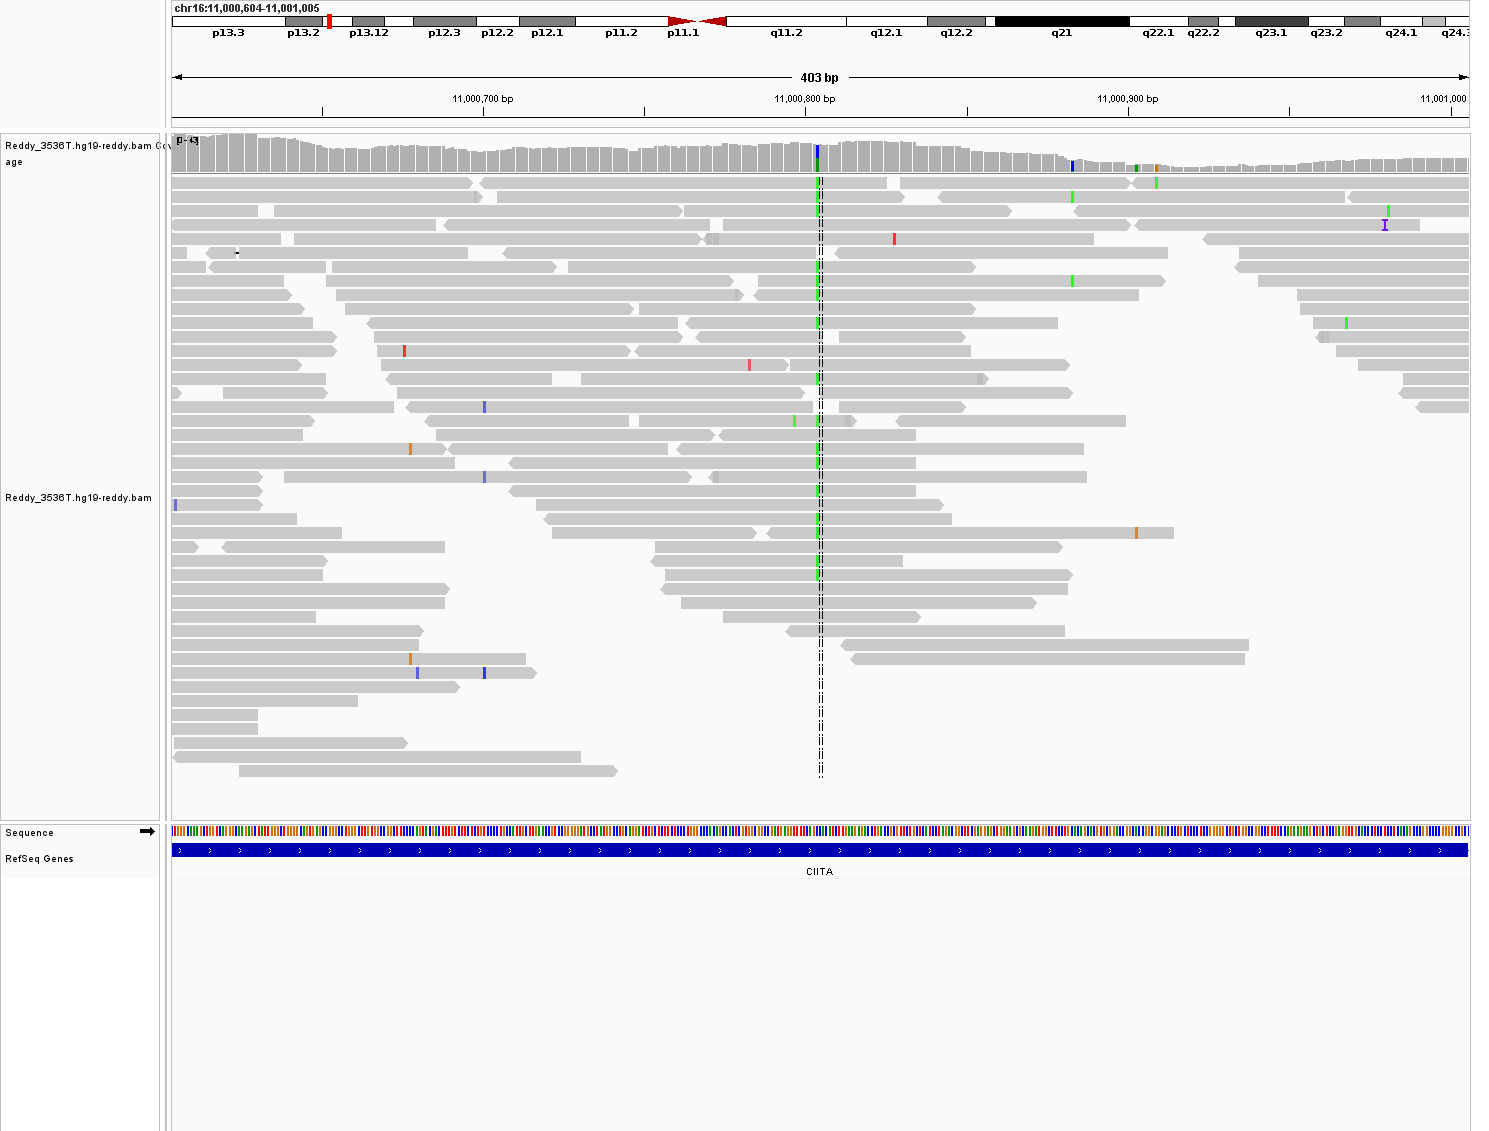 chr16:11,000,604-11,001,005
p13.3 p13.2 p13.12 p12.3 p12.2 p12.1 p11.2 p11.1 q11.2 q12.1 q12.2 q21 q22.1 q22.2 q23.1 q23.2 q24.1 q24.3
403 bp
11,000,700 bp 11,000,800 bp 11,000,900 bp 11,001,000
Reddy_3536T.hg19-reddy.bam Cov
age
Reddy_3536T.hg19-reddy.bam
Sequence
RefSeq Genes
CIITA